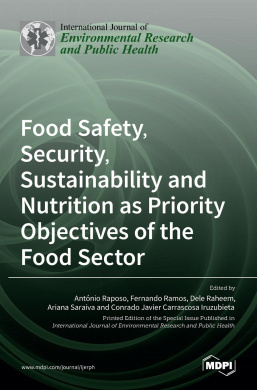 International Journal of
Environmental Research
and Public Health
Food Safety,
Security,
Sustainability and
Nutrition as Priority
Objectives of the
Food Sector
Edited by
António Raposo, Fernando Ramos, Dele Raheem,
Ariana Saraiva and Conrado Javier Carrascosa Iruzubieta
Printed Edition of the Special Issue Published in
International Journal of Environmental Research and Public Health
www.mdpi.com/journal/ijerph
MDPI